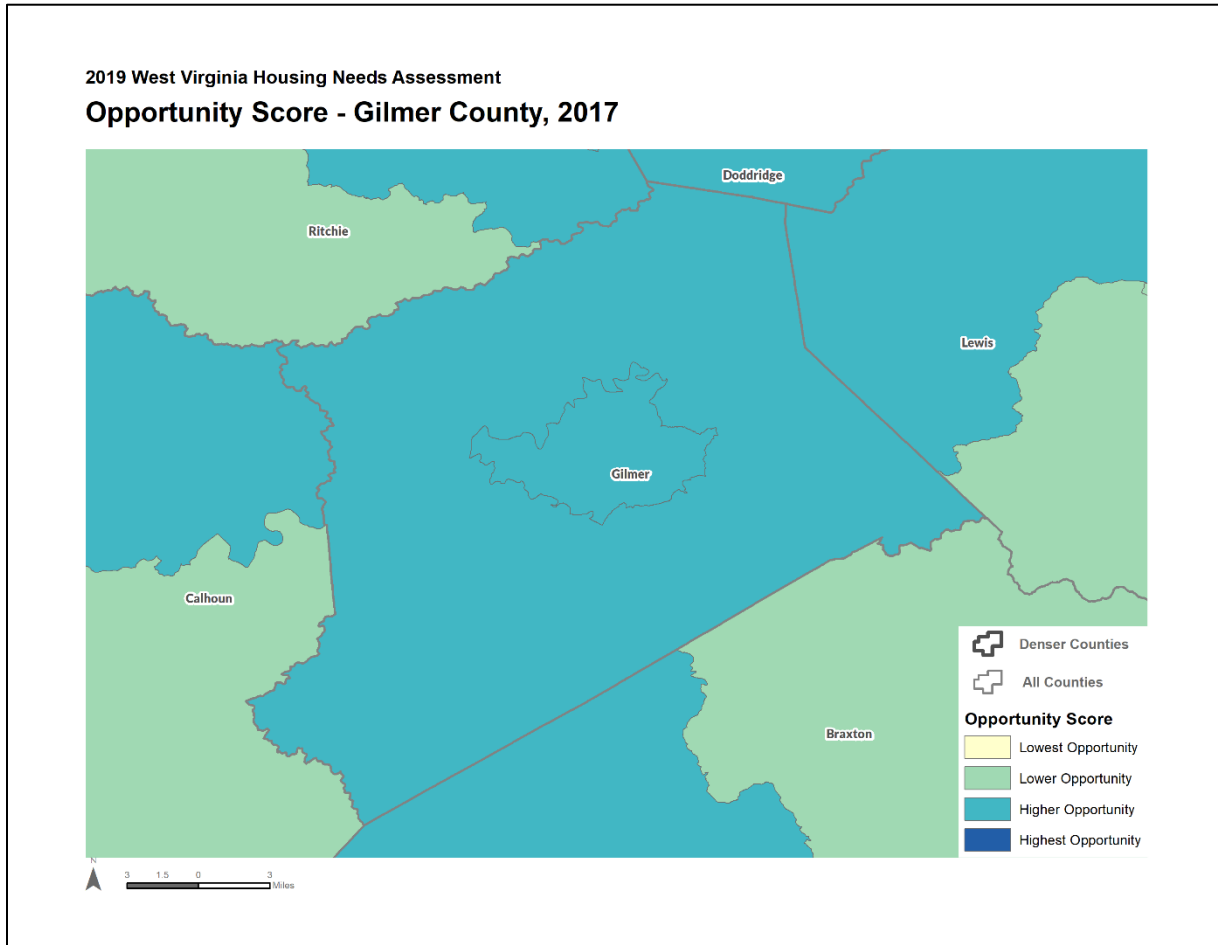 2019 West Virginia Housing Needs Assessment
Opportunity Score - Gilmer County, 2017
Doddridge
Ritchie
Lewis
Gilmer
Calhoun
Braxton
Denser Counties
All Counties
Opportunity Score
Lowest Opportunity
Lower Opportunity
Higher Opportunity
Highest Opportunity
N
3 1.5 0 3
Miles